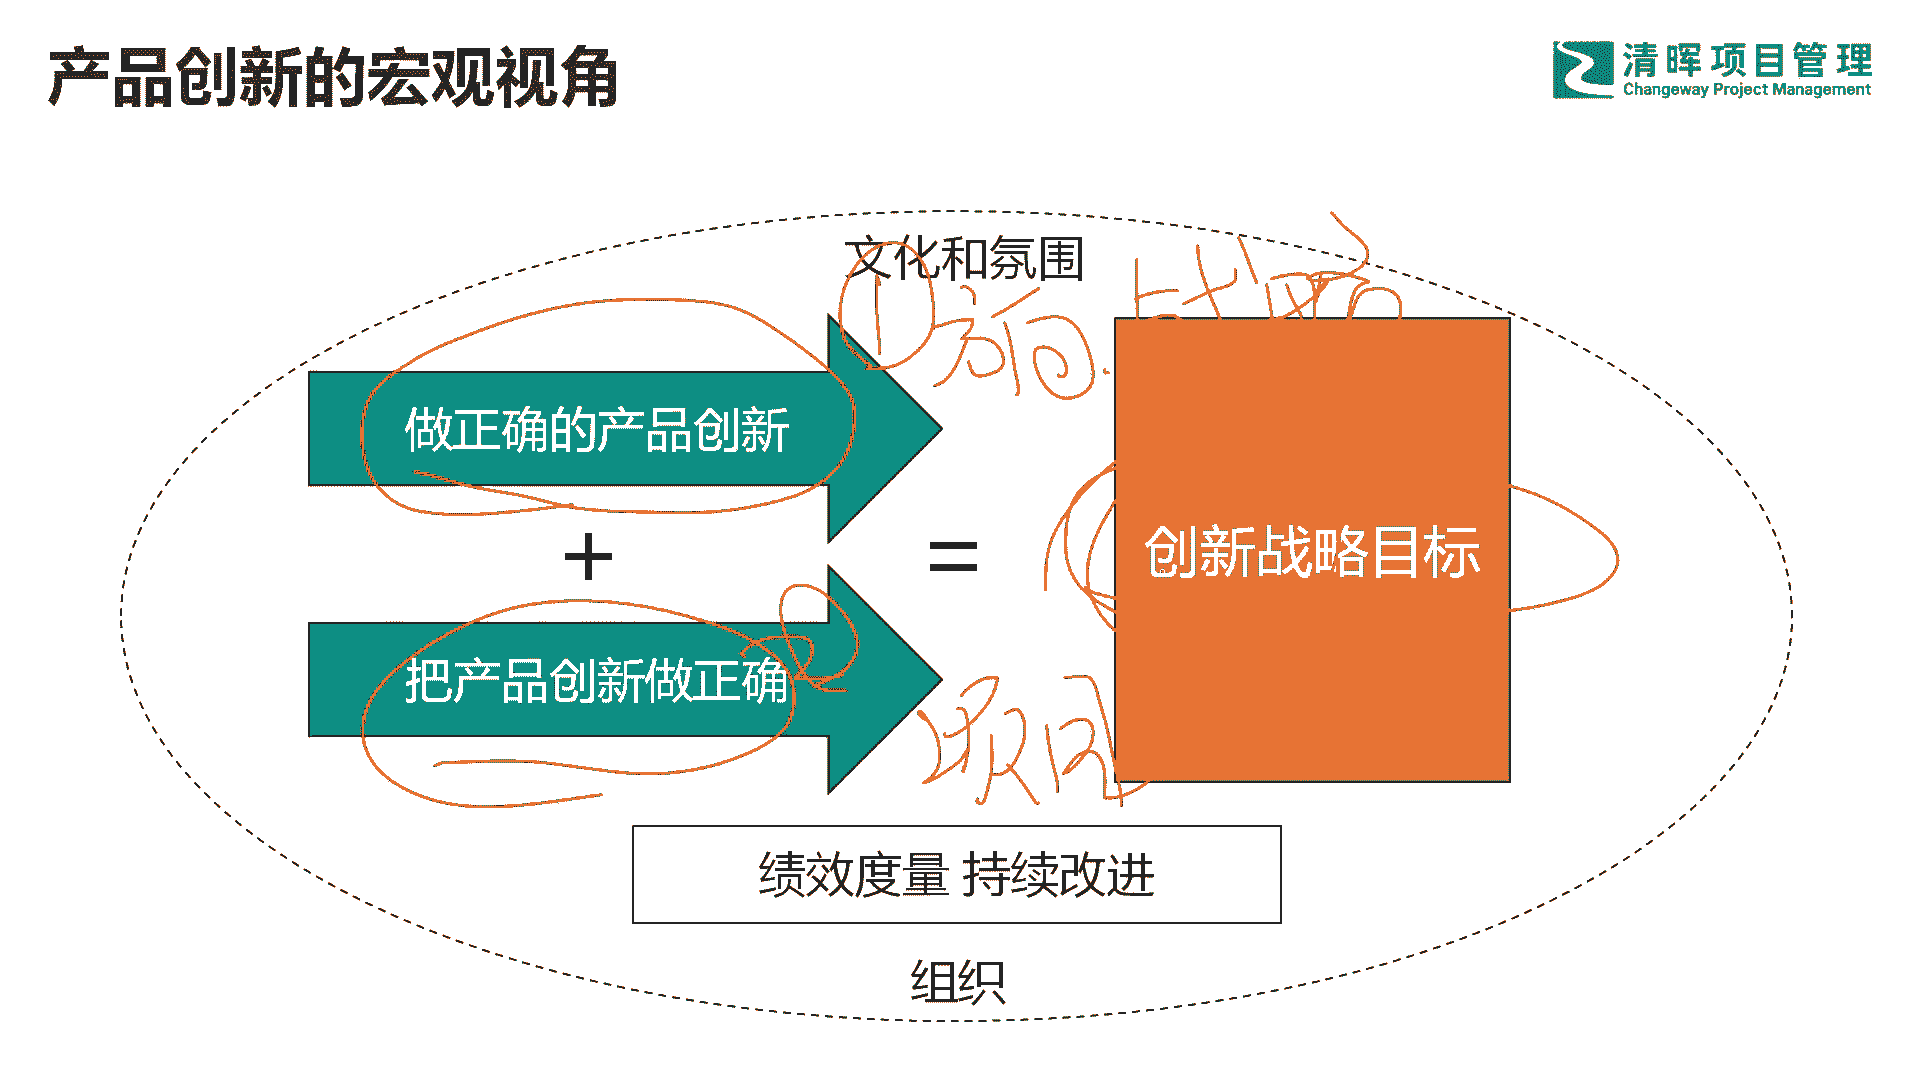 产品创新的宏观视角
清晖项目管理
Changeway Project Management
文化和氛围
① 方向 战略
做正确的产品创新
+
=
创新战略目标
把产品创新做正确
②
绩效度量 持续改进
组织